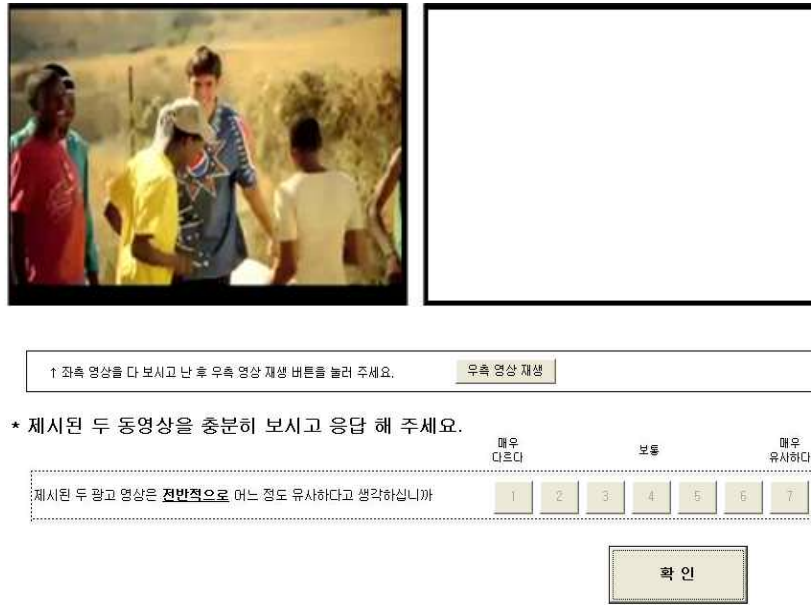 ↑ 좌측 영상을 다 보시고 난 후 우측 영상 재생 버튼을 눌러 주세요.
우측 영상 재생
* 제시된 두 동영상을 충분히 보시고 응답 해 주세요.
매우
다르다
보통
매우
유사하다
제시된 두 광고 영상은 전반적으로 어느 정도 유사하다고 생각하십니까
1 2 3 4 5 6 7
확 인